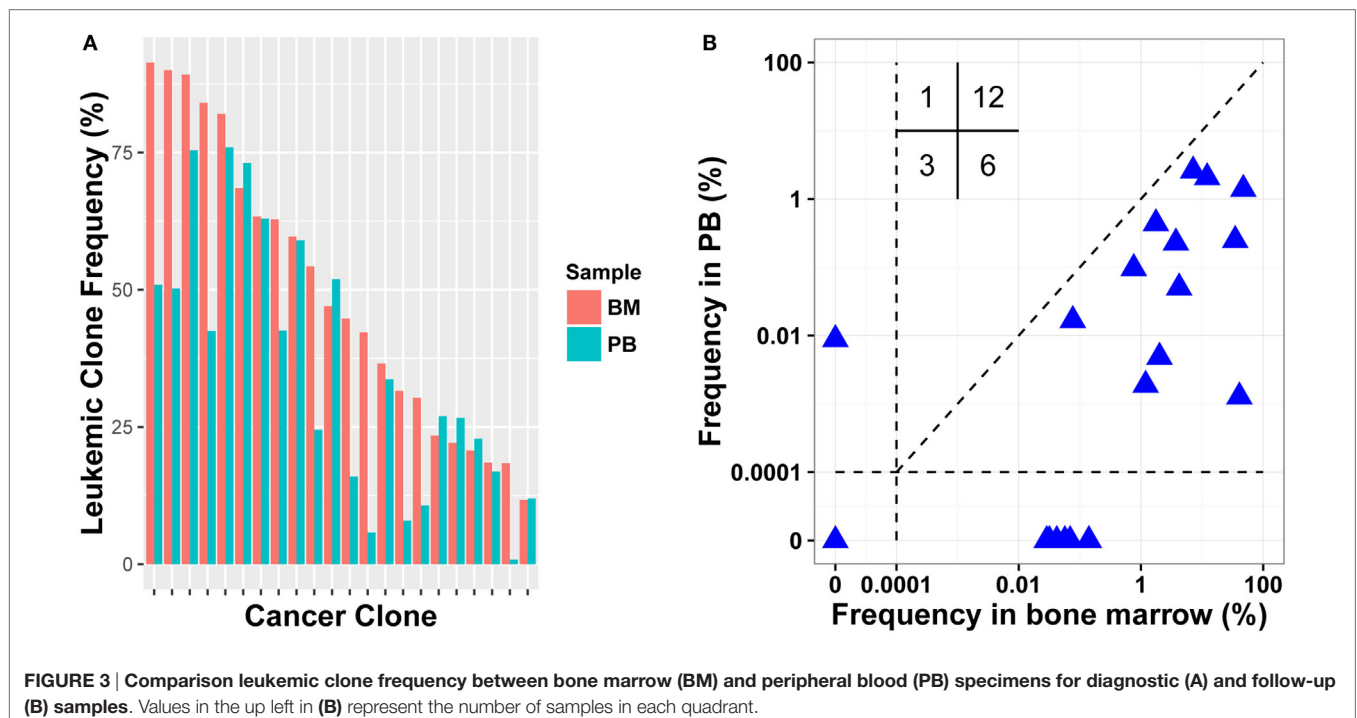 A
Leukemic Clone Frequency (%)
75
50
25
0
Cancer Clone
Sample
BM
PB
B
Frequency in PB (%)
100
1
0.01
0.0001
0
1 12
3 6
0 0.0001 0.01 1 100
Frequency in bone marrow (%)
FIGURE 3 | Comparison leukemic clone frequency between bone marrow (BM) and peripheral blood (PB) specimens for diagnostic (A) and follow-up
(B) samples. Values in the up left in (B) represent the number of samples in each quadrant.